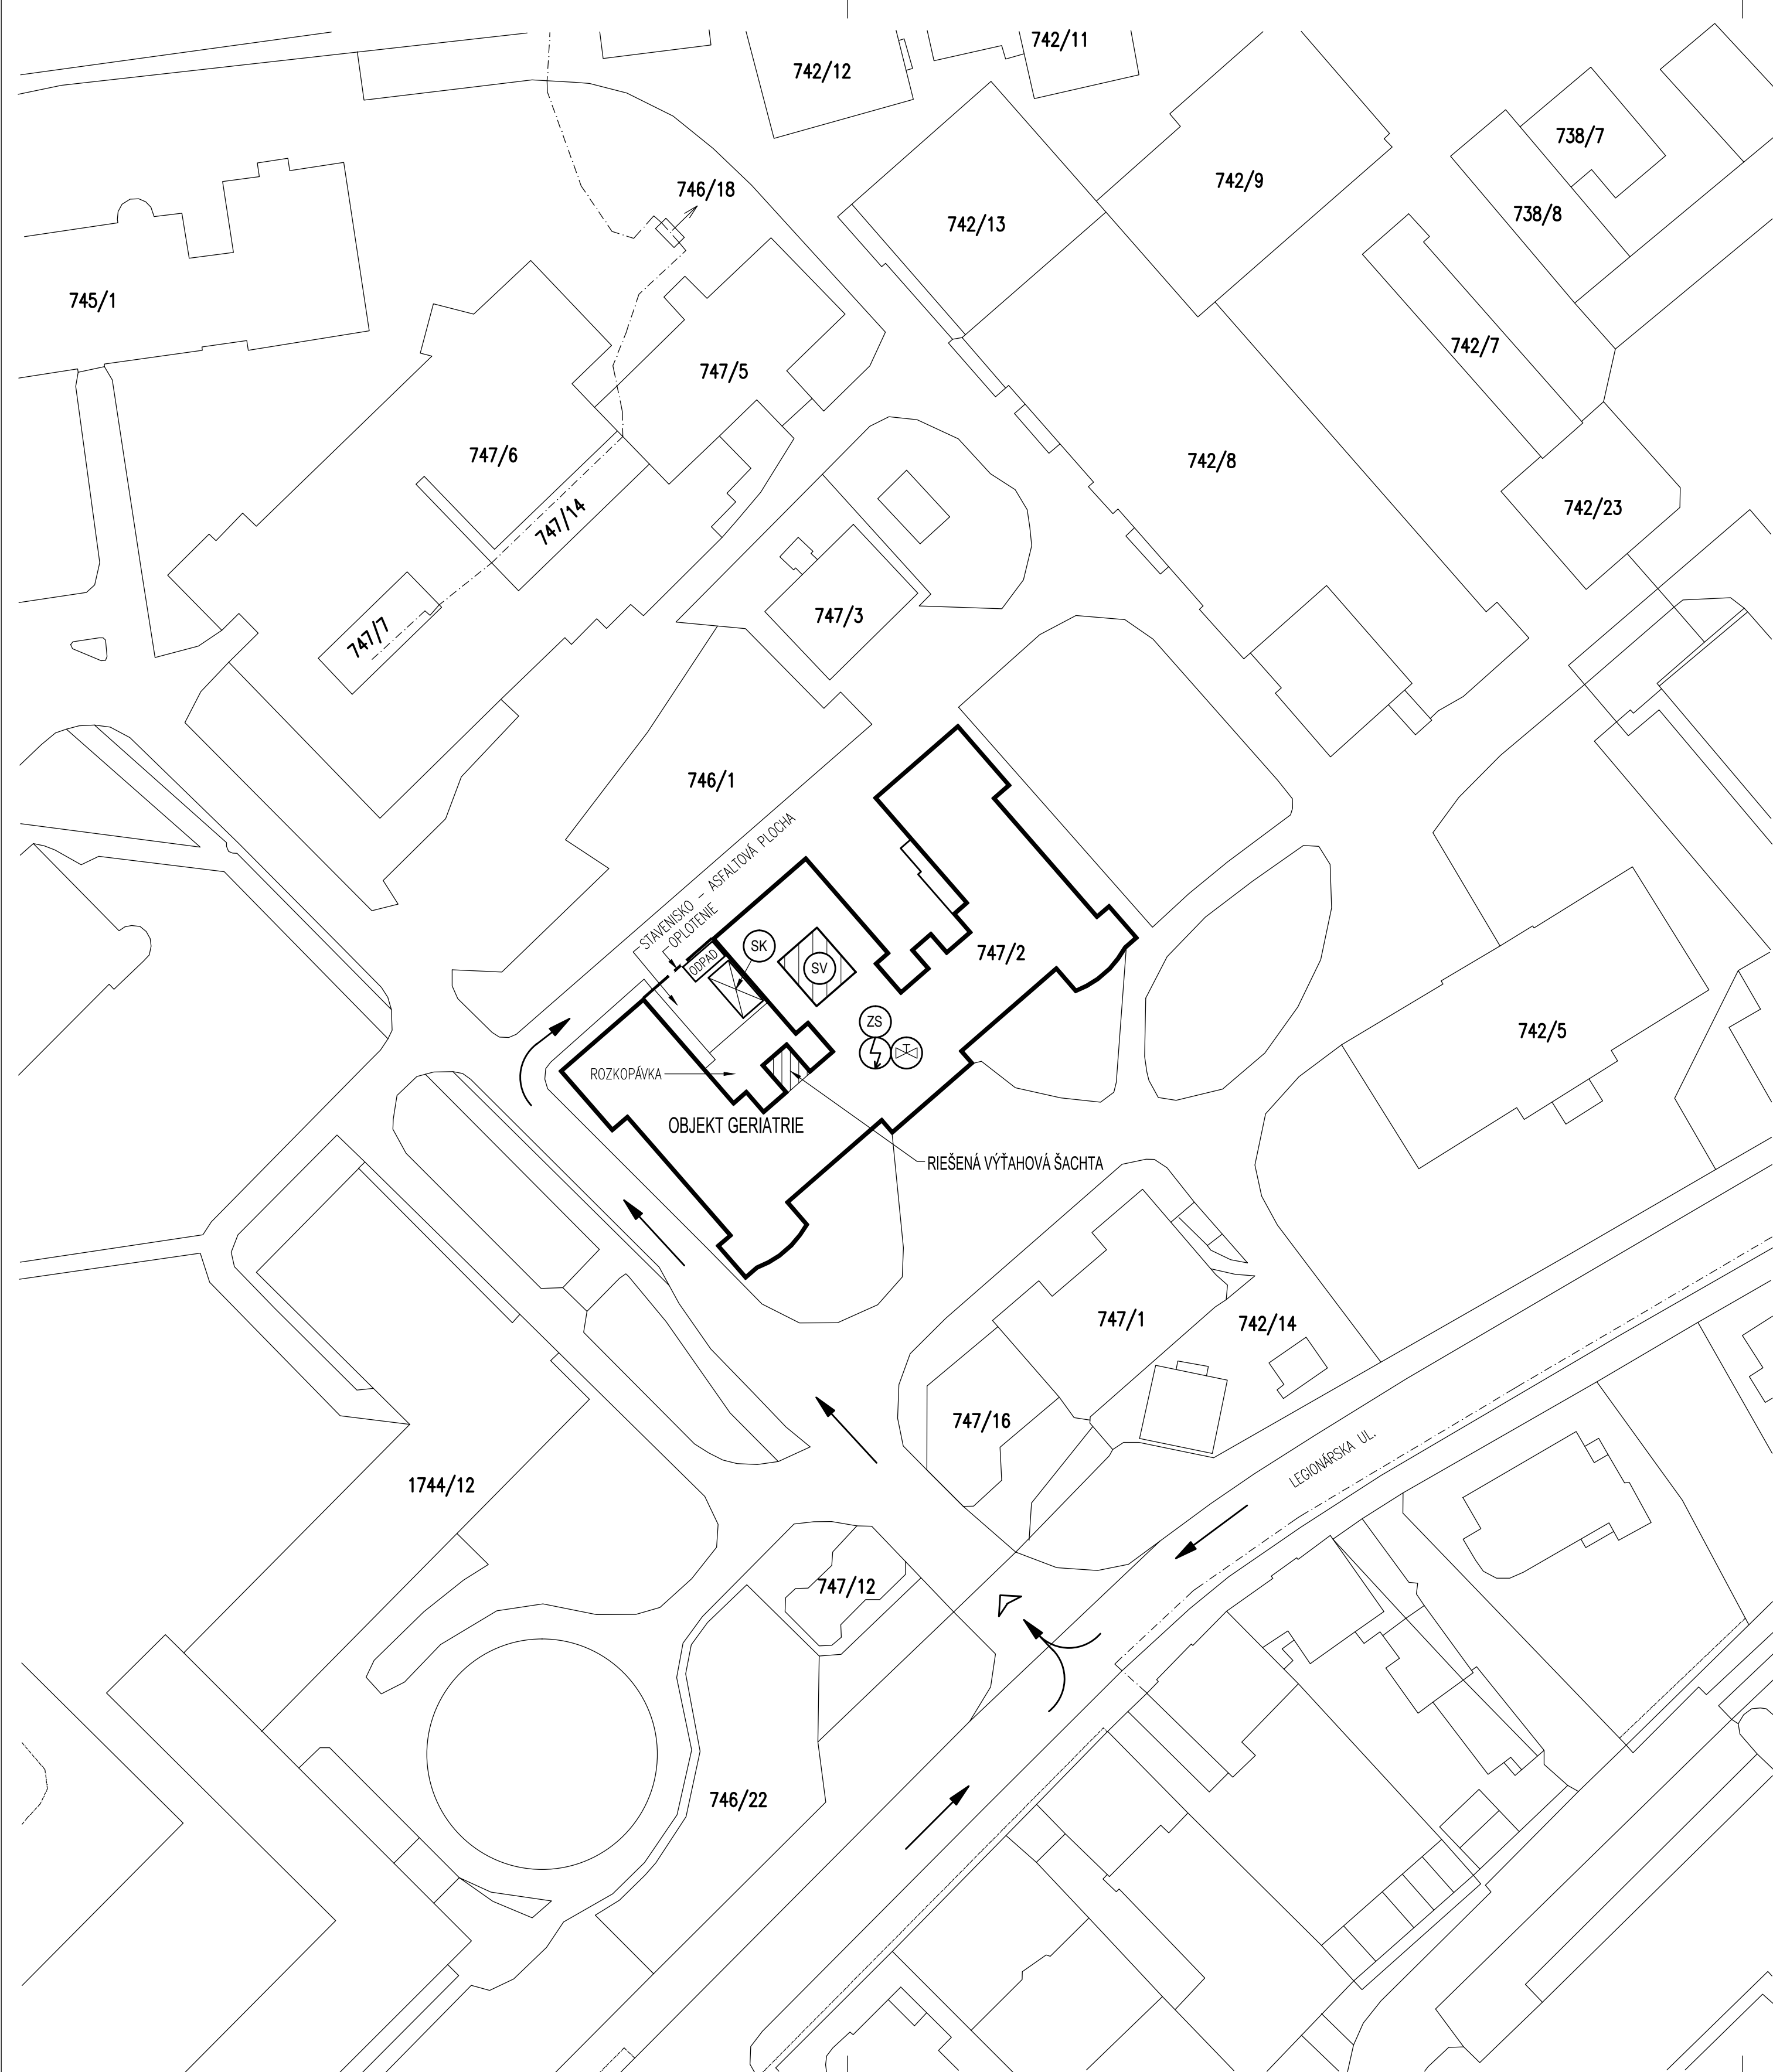 742/11
742/12
738/7
742/9
746/18
738/8
742/13
745/1
742/7
747/5
747/6
742/8
742/23
747/14
747/3
747/7
746/1
STAVENISKO - ASFALTOVÁ PLOCHA
OPLOTENIE
ODPAD
SK
SV
747/2
ZS
742/5
ROZKOPÁVKA
OBJEKT GERIATRIE
RIEŠENÁ VÝŤAHOVÁ ŠACHTA
747/1
742/14
747/16
LEGIONÁRSKA UL.
1744/12
747/12
746/22